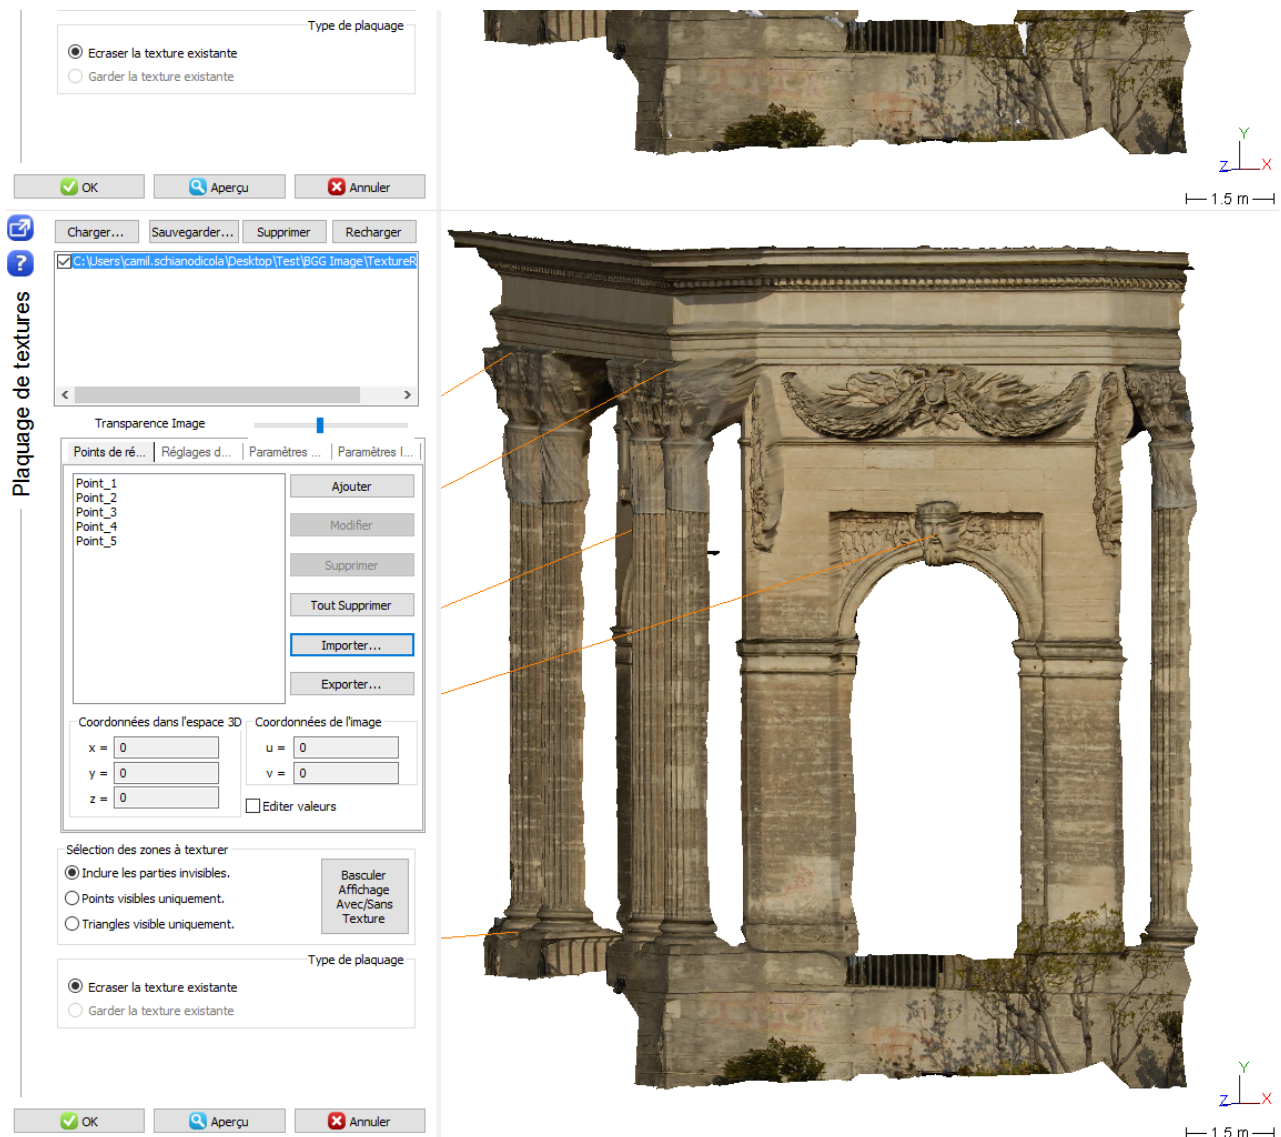 Type de plaquage
Ecraser la texture existante
Garder la texture existante
OK
Aperçu
Annuler
Y
Z
X
1.5 m
?
Plaquage de textures
Charger...
Sauvegarder...
Supprimer
Recharger
C:\Users\camil.schianodicola\Desktop\Test\BGG Image\TextureR
Transparence Image
Points de ré...
Réglages d...
Paramètres ...
Paramètres I...
Point_1
Point_2
Point_3
Point_4
Point_5
Ajouter
Modifier
Supprimer
Tout Supprimer
Importer...
Exporter...
Coordonnées dans l'espace 3D
x = 0
y = 0
z = 0
Coordonnées de l'image
u = 0
v = 0
Editer valeurs
Sélection des zones à texturer
Inclure les parties invisibles.
Points visibles uniquement.
Triangles visible uniquement.
Basculer
Affichage
Avec/Sans
Texture
Type de plaquage
Ecraser la texture existante
Garder la texture existante
OK
Aperçu
Annuler
Y
Z
X
1.5 m